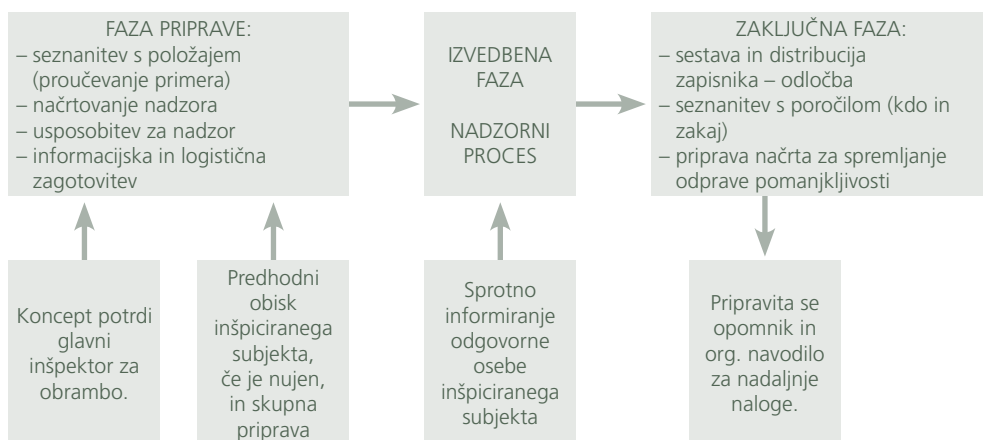 FAZA PRIPRAVE:
– seznanitev s položajem
(proučevanje primera)
– načrtovanje nadzora
– usposobitev za nadzor
– informacijska in logistična
zagotovitev
IZVEDBENA
FAZA
NADZORNI
PROCES
ZAKLJUČNA FAZA:
– sestava in distribucija
zapisnika – odločba
– seznanitev s poročilom (kdo in
zakaj)
– priprava načrta za spremljanje
odprave pomanjkljivosti
Koncept potrdi
glavni
inšpektor za
obrambo.
Predhodni
obisk
inšpiciranega
subjekta,
če je nujen,
in skupna
priprava
Sprotno
informiranje
odgovorne
osebe
inšpiciranega
subjekta
Pripravita se
opomnik in
org. navodilo
za nadaljnje
naloge.